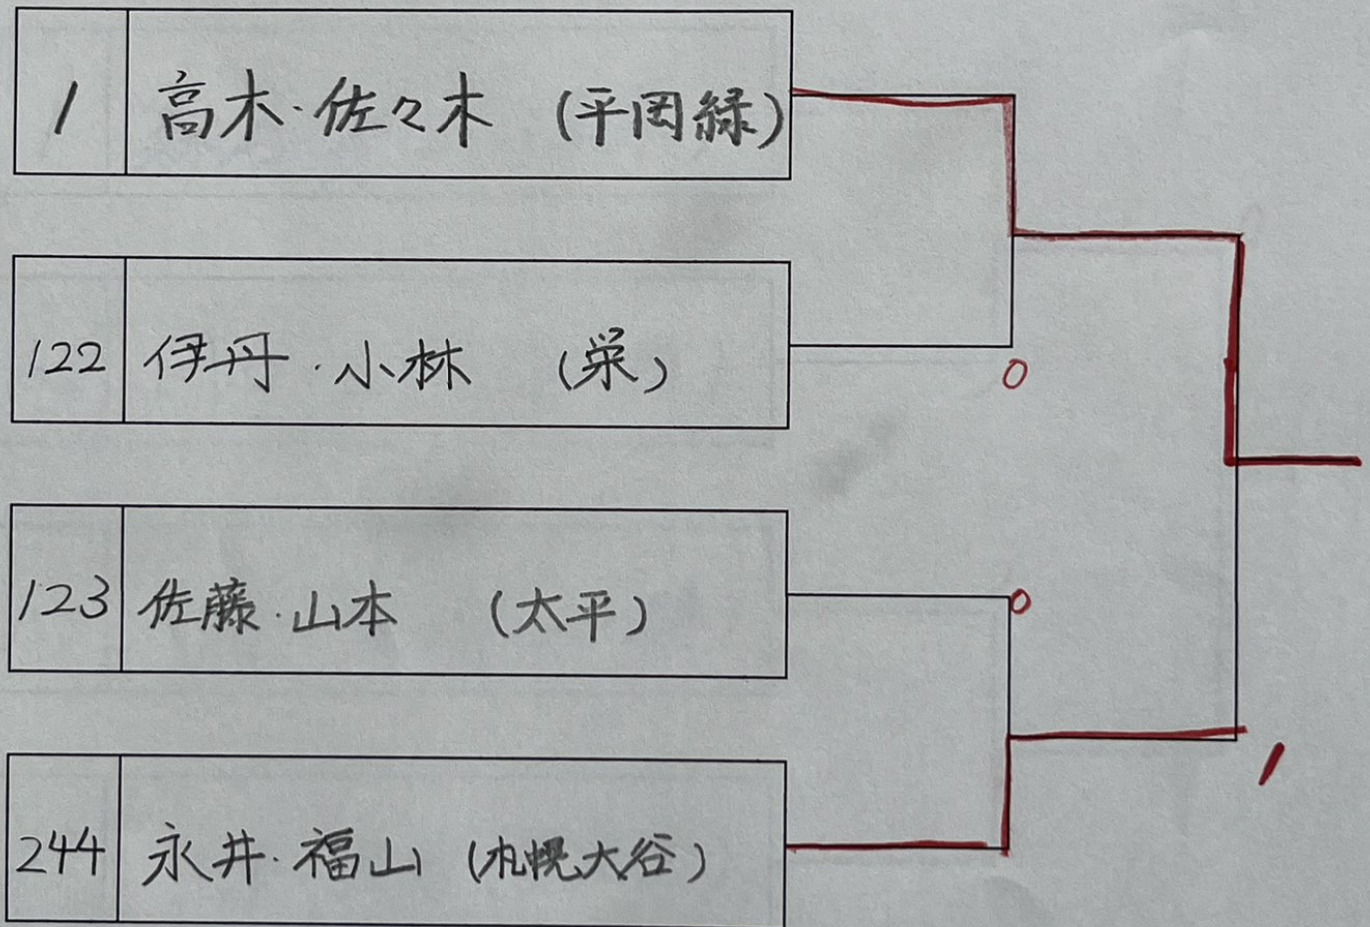 1 高木・佐々木 (平岡緑)
122 伊丹・小林 (栄)
0
123 佐藤・山本 (太平)
0
244 永井・福山 (札幌大谷)
1